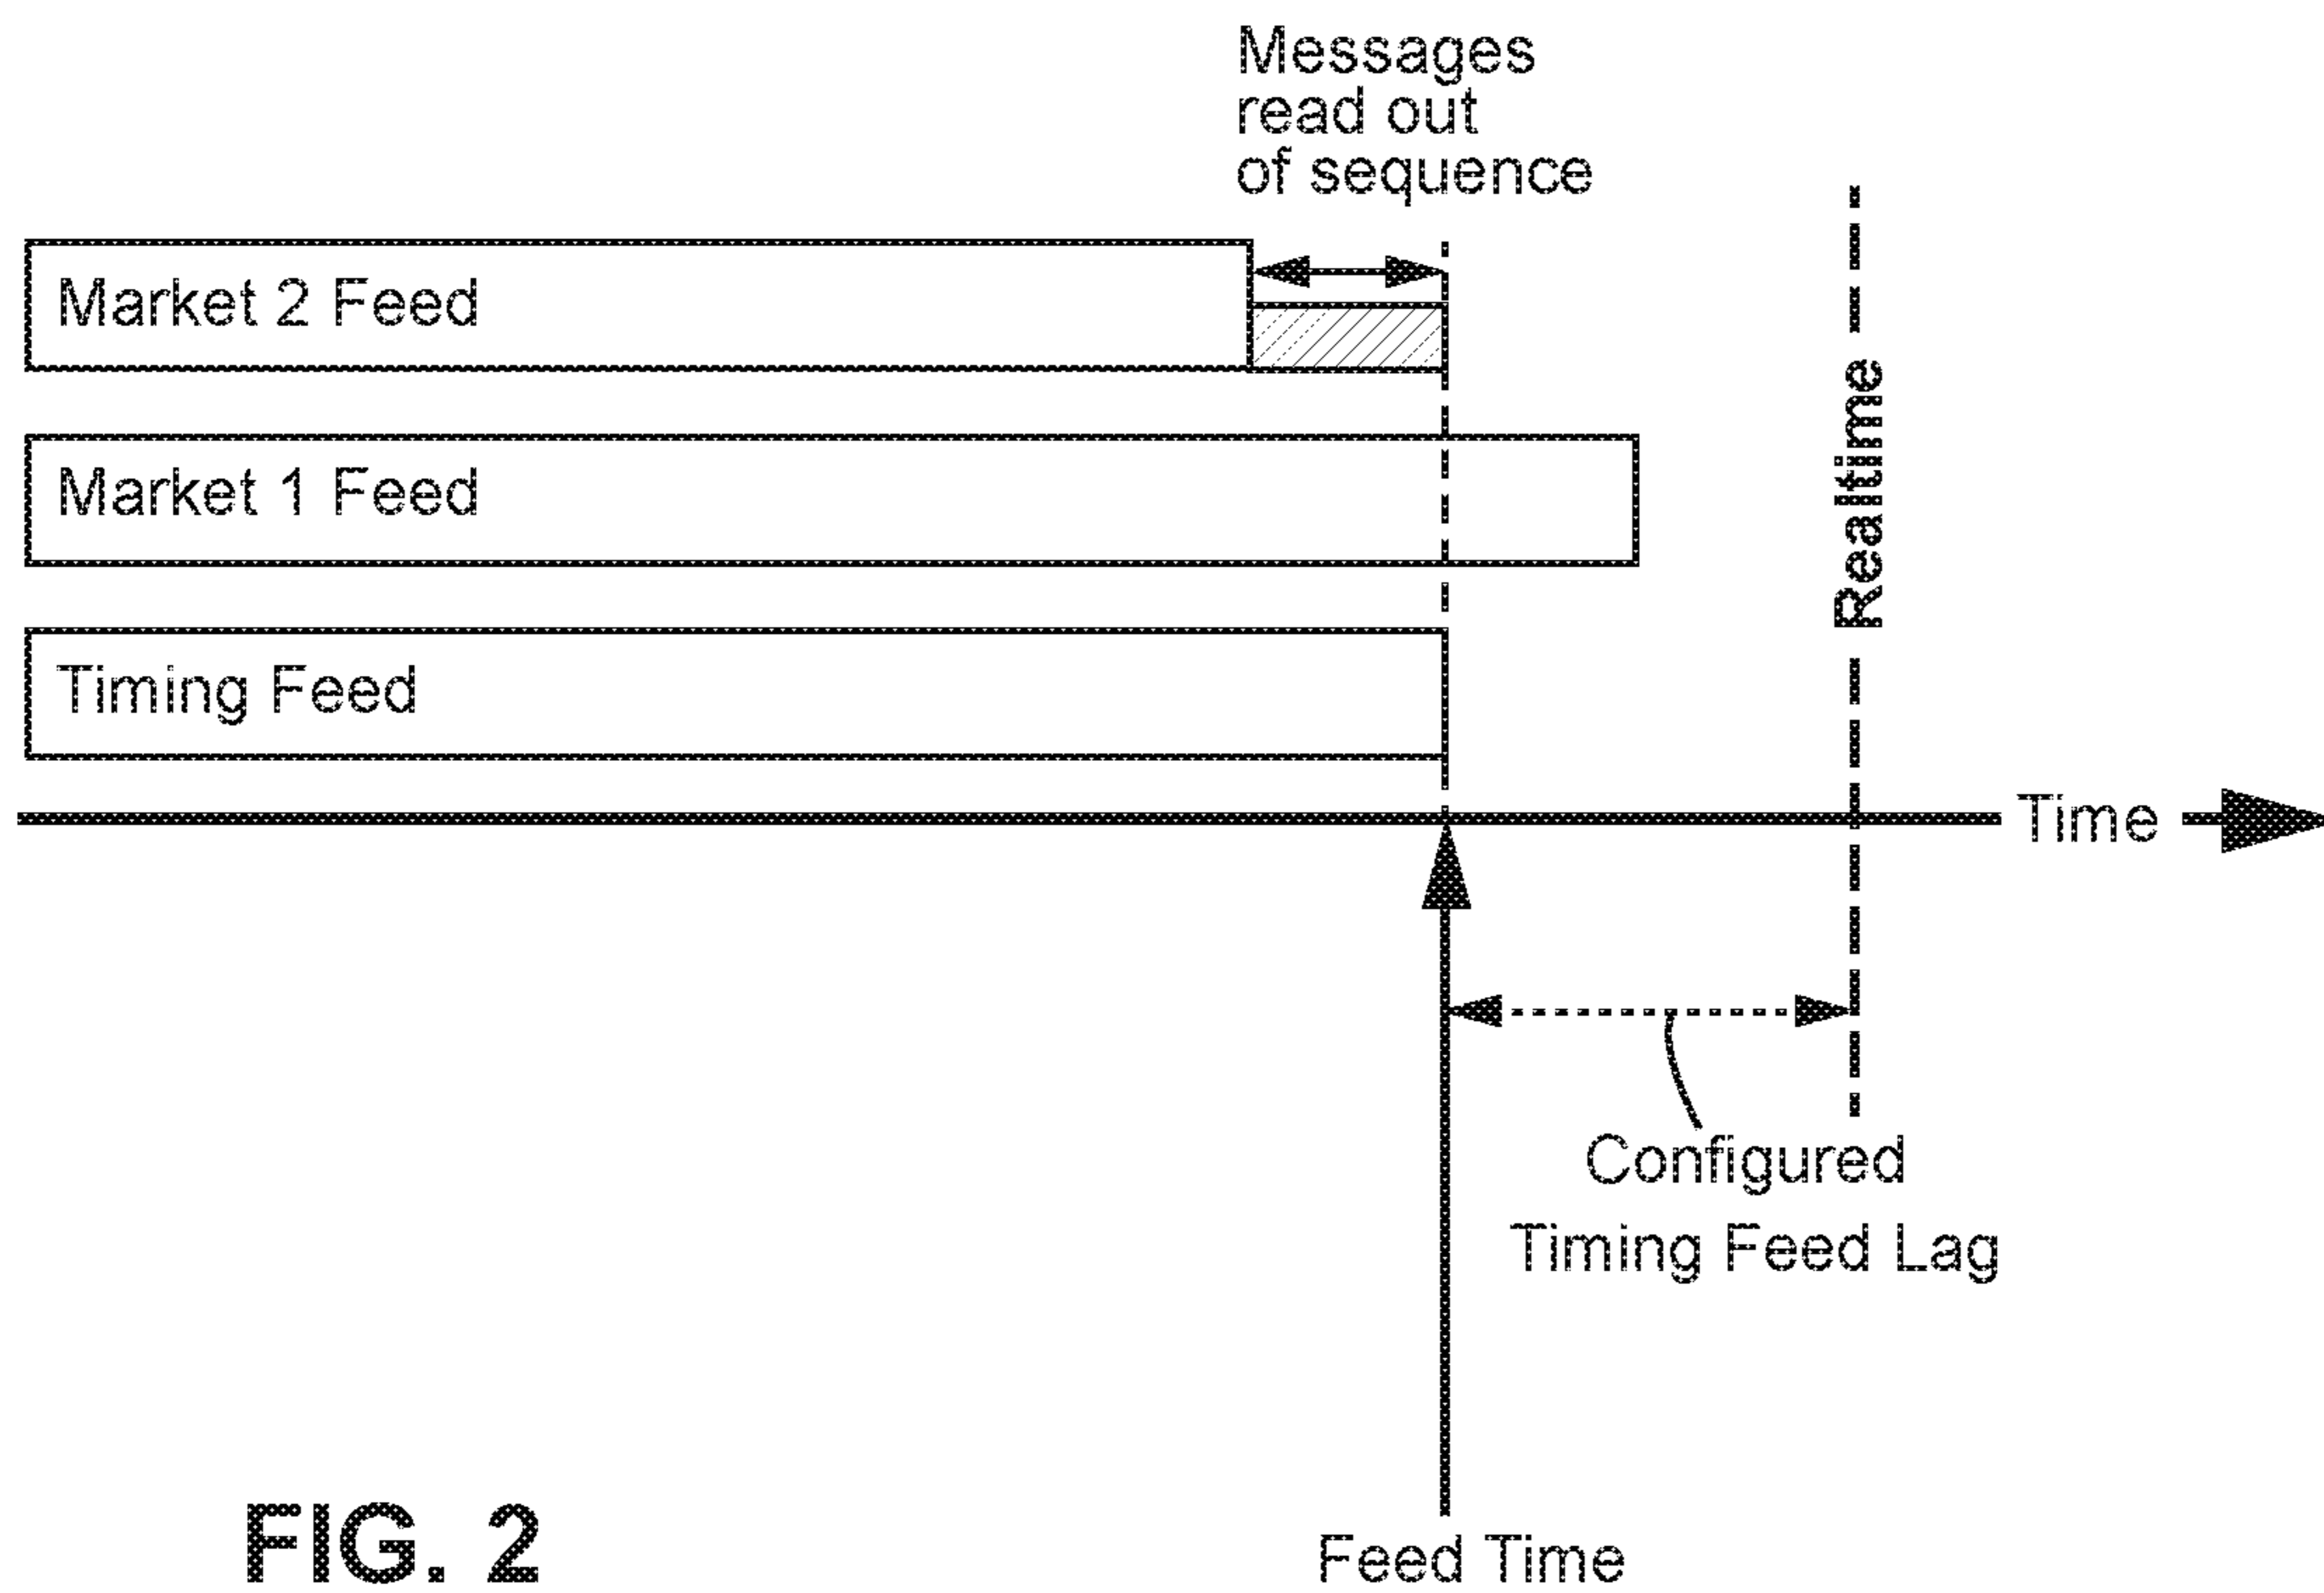 Messages
read out
of sequence
Market 2 Feed
Market 1 Feed
Timing Feed
Realtime
Time
Configured
Timing Feed Lag
Feed Time
FIG. 2